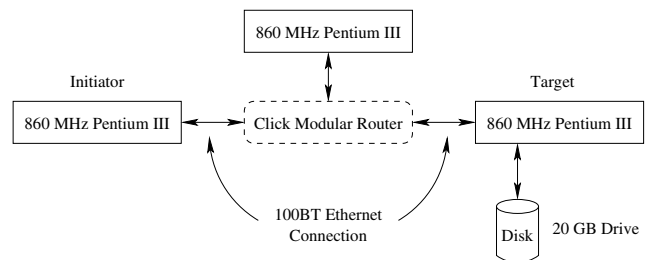 860 MHz Pentium III
Initiator
Target
860 MHz Pentium III
Click Modular Router
860 MHz Pentium III
100BT Ethernet
Connection
Disk
20 GB Drive